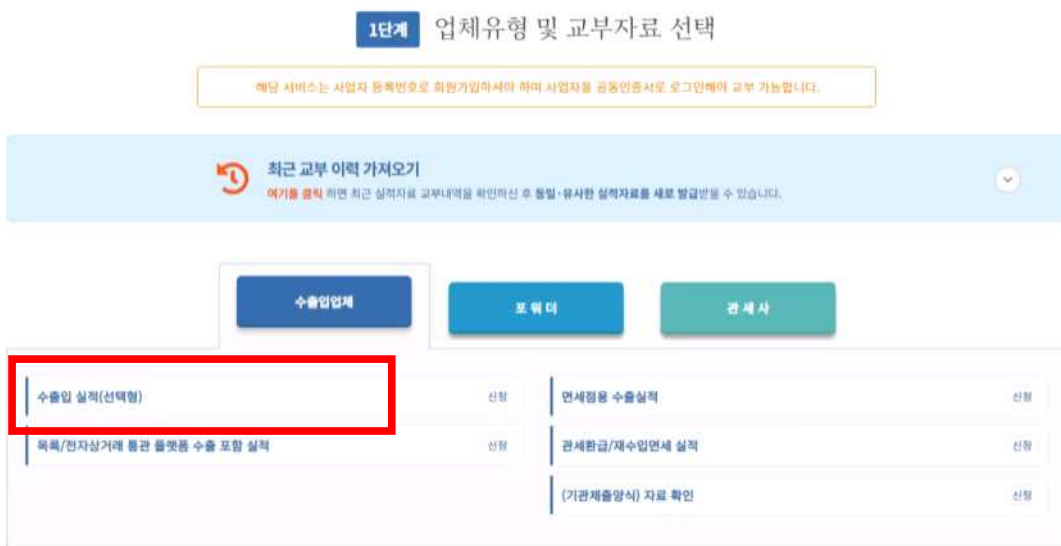 1단계 업체유형 및 교부자료 선택
해당 서비스는 사업자 등록번호로 회원가입하셔야 하며 사업자용 공동인증서로 로그인해야 교부 가능합니다.
최근 교부 이력 가져오기
여기를 클릭 하면 최근 실적자료 교부내역을 확인하신 후 동일·유사한 실적자료를 새로 발급받을 수 있습니다.
수출입업체
포워더
관세사
수출입 실적(선택형) 신청
면세점용 수출실적 신청
목록/전자상거래 통관 플랫폼 수출 포함 실적 신청
관세환급/재수입면세 실적 신청
(기관제출양식) 자료 확인 신청